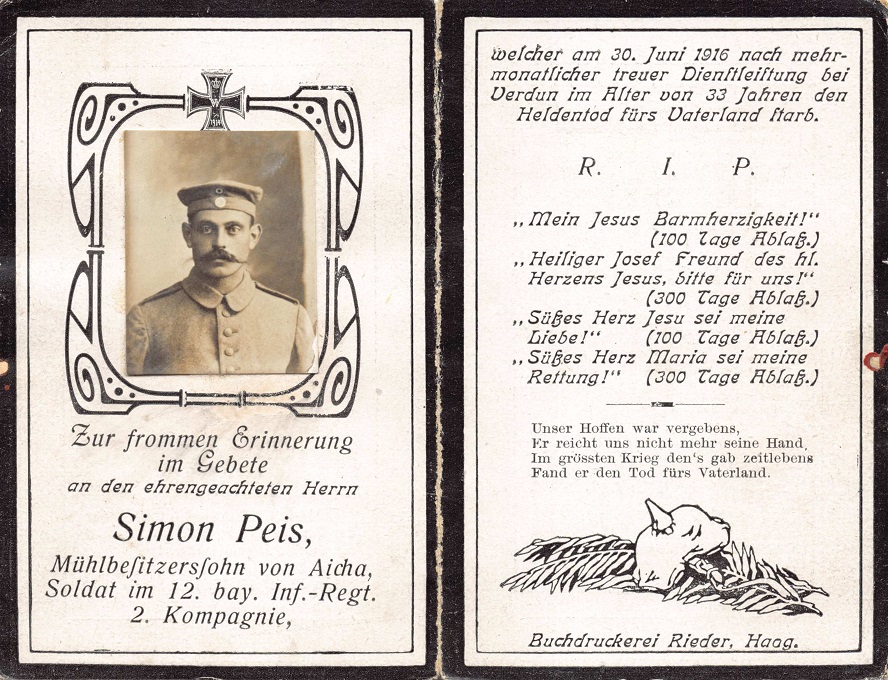 Zur frommen Erinnerung
im Gebete
an den ehrengeachteten Herrn
Simon Peis,
Mühlbeſitzersſohn von Aicha,
Soldat im 12. bay. Inf.-Regt.
2. Kompagnie,
welcher am 30. Juni 1916 nach mehr-
monatlicher treuer Dienſtleiſtung bei
Verdun im Alter von 33 Jahren den
Heldentod fürs Vaterland ſtarb.
R. I. P.
„Mein Jesus Barmherzigkeit!“
(100 Tage Ablaß.)
„Heiliger Josef Freund des hl.
Herzens Jesus, bitte für uns!“
(300 Tage Ablaß.)
„Süßes Herz Jesu sei meine
Liebe!“ (100 Tage Ablaß.)
„Süßes Herz Maria sei meine
Rettung!“ (300 Tage Ablaß.)
Unser Hoffen war vergebens,
Er reicht uns nicht mehr seine Hand,
Im grössten Krieg den's gab zeitlebens
Fand er den Tod fürs Vaterland.
Buchdruckerei Rieder, Haag.